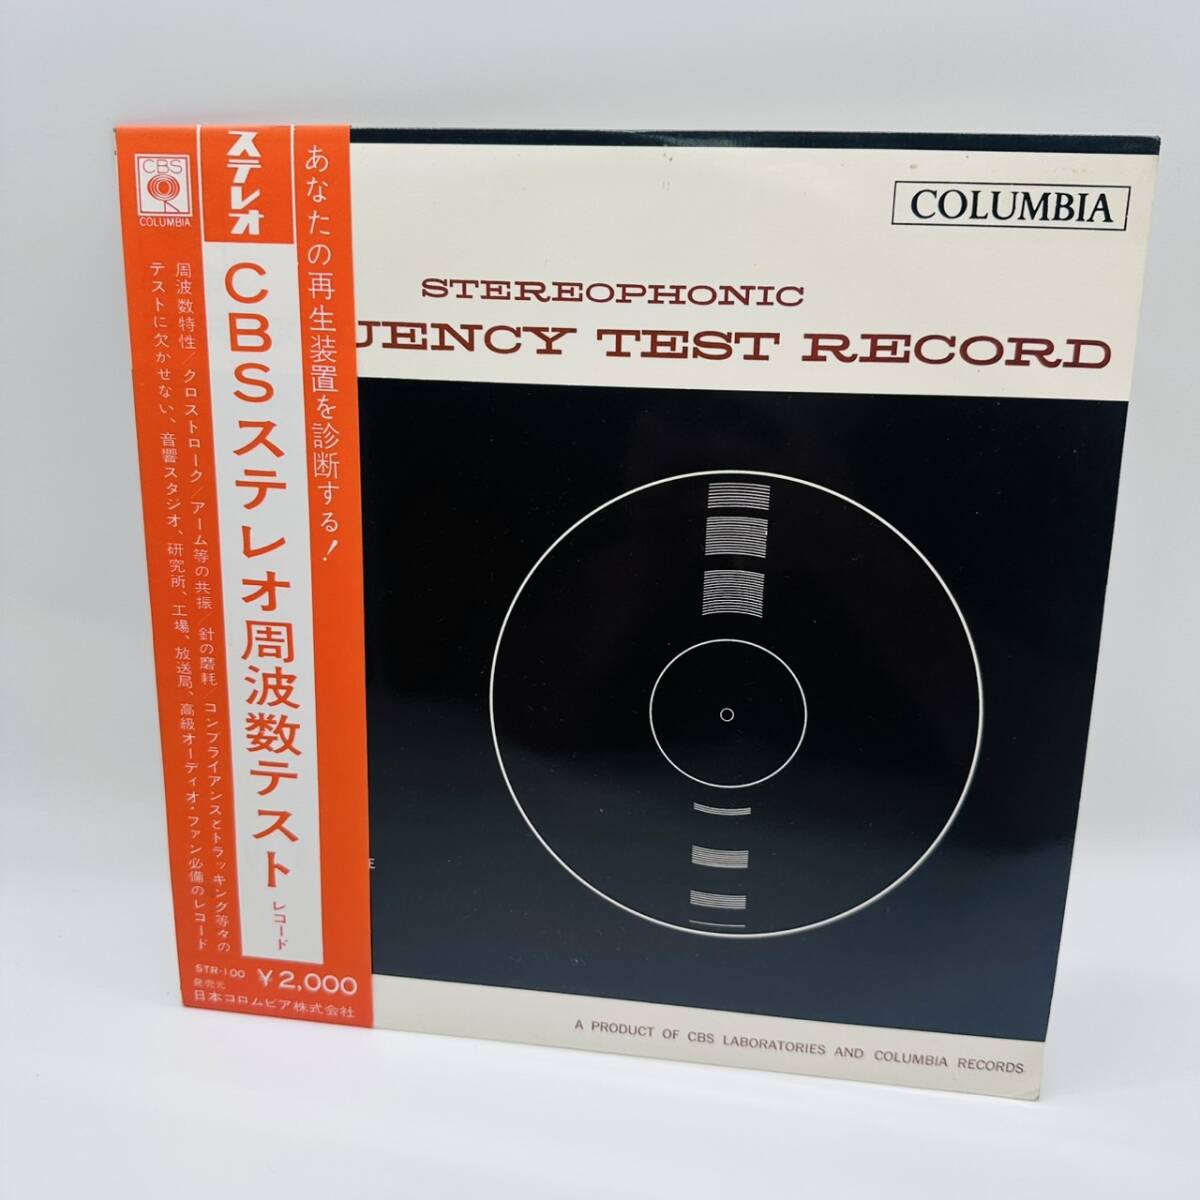 CBS
COLUMBIA
ステレオ
CBSステレオ周波数テスト
レコード
あなたの再生装置を診断する!
周波数特性/クロストローク/アーム等の共振/針の磨耗/コンプライアンスとトラッキング等々の
テストに欠かせない、音響スタジオ、研究所、工場、放送局、高級オーディオ・ファン必備のレコード
STR-100
¥2,000
発売元
日本コロムビア株式会社
COLUMBIA
STEREOPHONIC
UENCY TEST RECORD
E
A PRODUCT OF CBS LABORATORIES AND COLUMBIA RECORDS